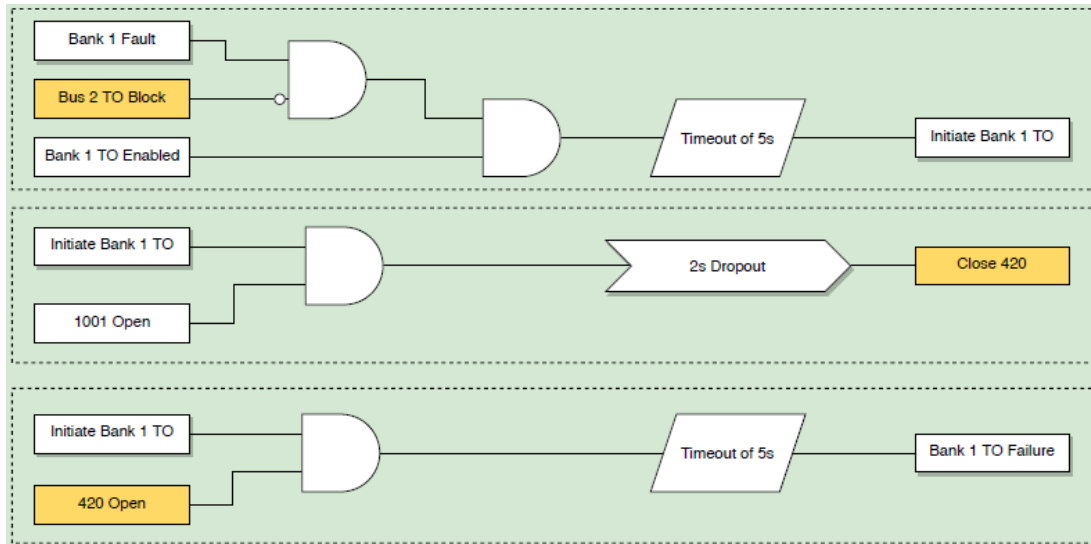 Bank 1 Fault
Bus 2 TO Block
Bank 1 TO Enabled
Timeout of 5s
Initiate Bank 1 TO
Initiate Bank 1 TO
1001 Open
2s Dropout
Close 420
Initiate Bank 1 TO
420 Open
Timeout of 5s
Bank 1 TO Failure